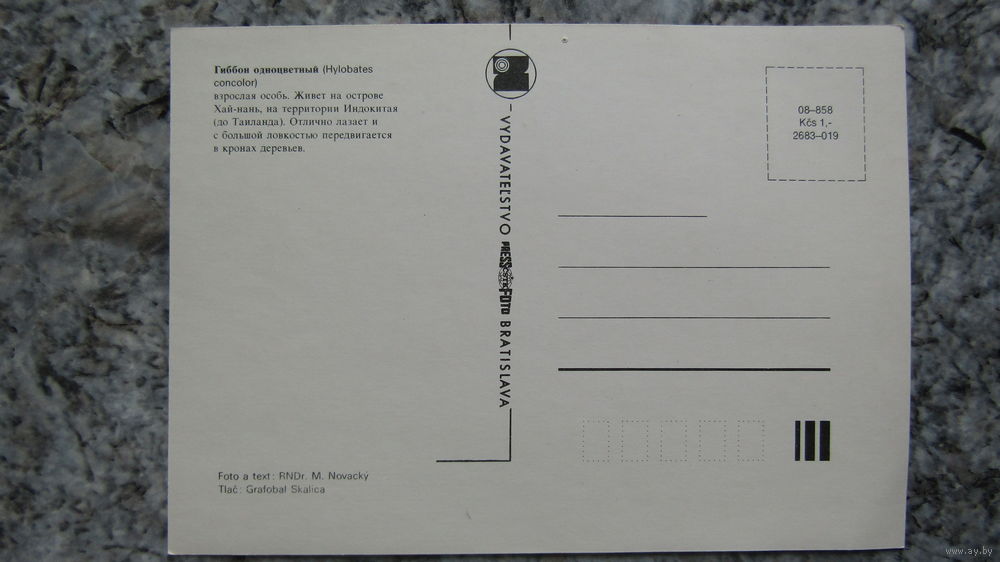 Гиббон одноцветный (Hylobates
concolor)
взрослая особь. Живет на острове
Хай-нань, на территории Индокитая
(до Таиланда). Отлично лазает и
с большой ловкостью передвигается
в кронах деревьев.
Foto a text: RNDr. M. Novacký
Tlač: Grafobal Skalica
VYDAVATEĽSTVO PRESSFOTO BRATISLAVA
08–858
Kčs 1,-
2683–019
www.ay.by